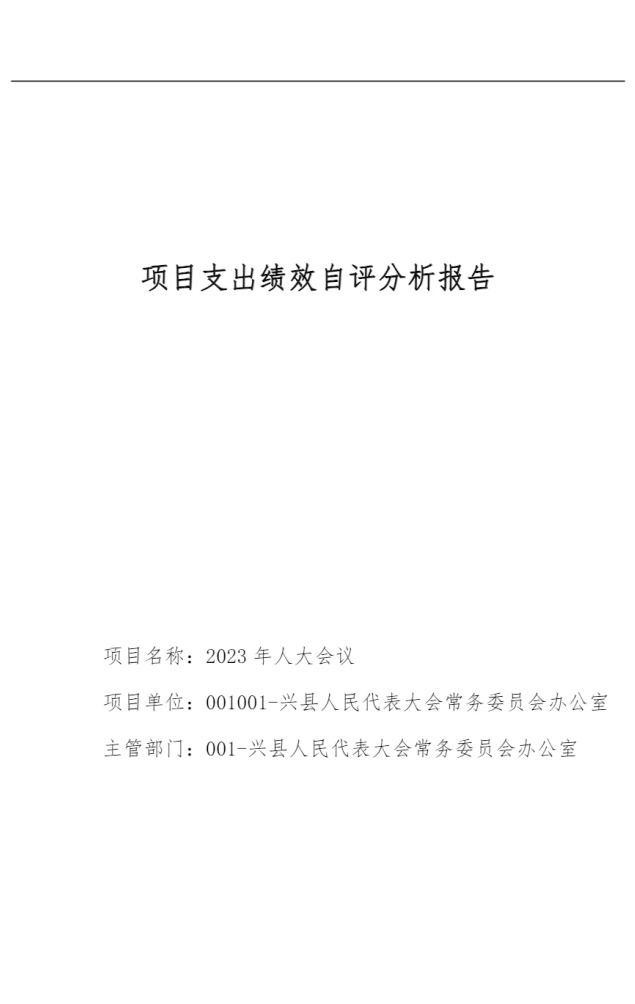 项目支出绩效自评分析报告
项目名称：2023 年人大会议
项目单位：001001-兴县人民代表大会常务委员会办公室
主管部门：001-兴县人民代表大会常务委员会办公室